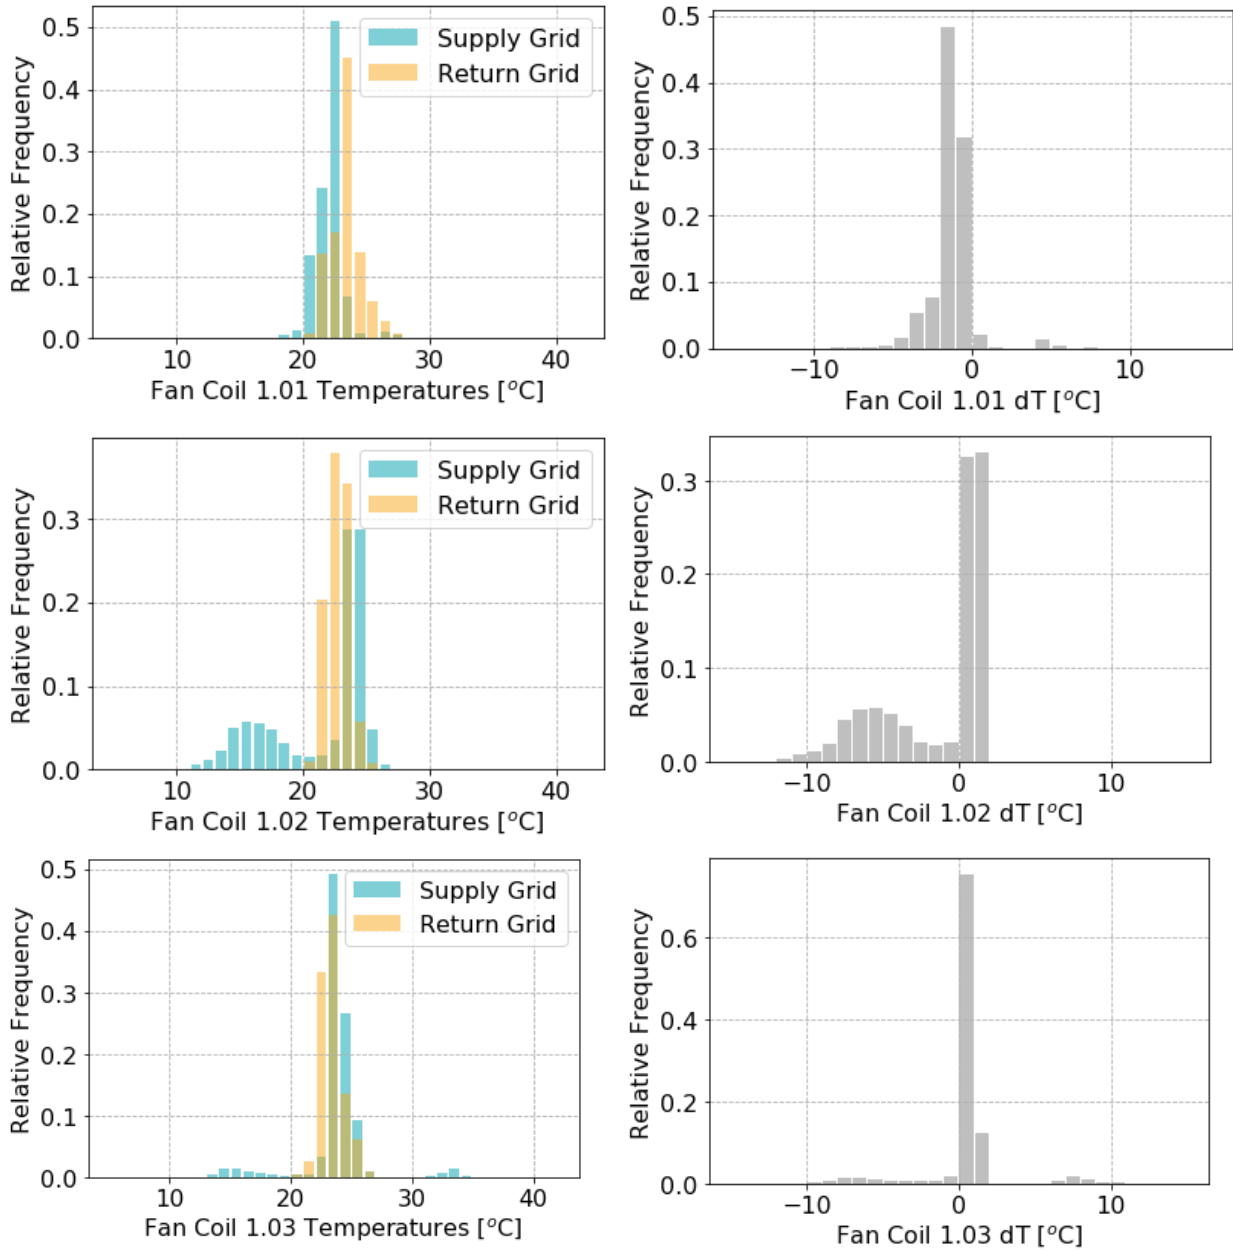 Relative Frequency
0.5
0.4
0.3
0.2
0.1
0.0
Supply Grid
Return Grid
10 20 30 40
Fan Coil 1.01 Temperatures [°C]
Relative Frequency
0.5
0.4
0.3
0.2
0.1
0.0
−10 0 10
Fan Coil 1.01 dT [°C]
Relative Frequency
0.3
0.2
0.1
0.0
Supply Grid
Return Grid
10 20 30 40
Fan Coil 1.02 Temperatures [°C]
Relative Frequency
0.3
0.2
0.1
0.0
−10 0 10
Fan Coil 1.02 dT [°C]
Relative Frequency
0.5
0.4
0.3
0.2
0.1
0.0
Supply Grid
Return Grid
10 20 30 40
Fan Coil 1.03 Temperatures [°C]
Relative Frequency
0.6
0.4
0.2
0.0
−10 0 10
Fan Coil 1.03 dT [°C]